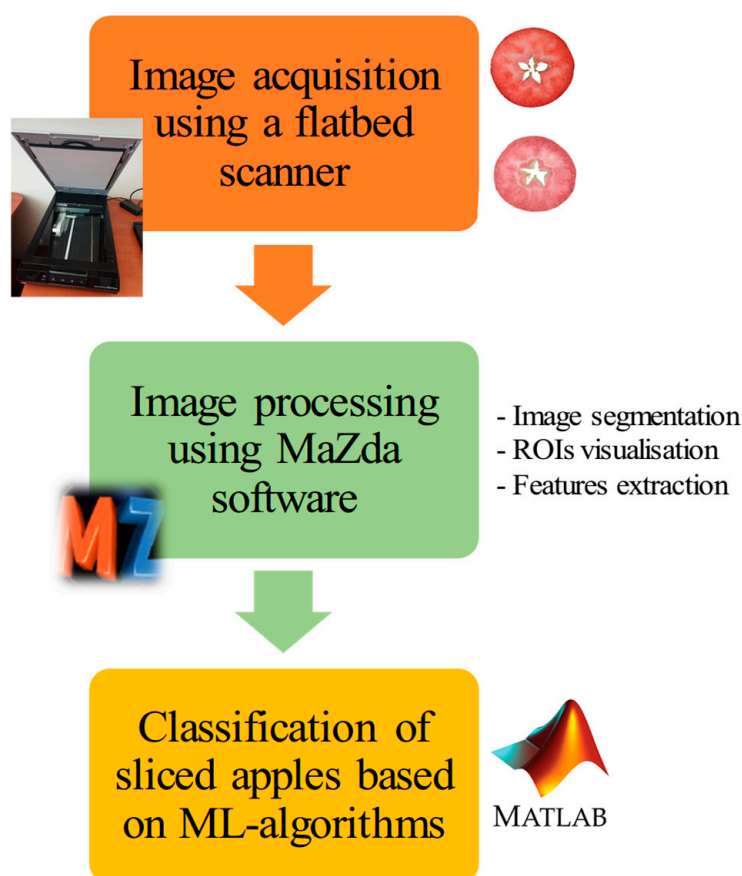 Image acquisition
using a flatbed
scanner
Image processing
using MaZda
software
- Image segmentation
- ROIs visualisation
- Features extraction
MZ
Classification of
sliced apples based
on ML-algorithms
MATLAB